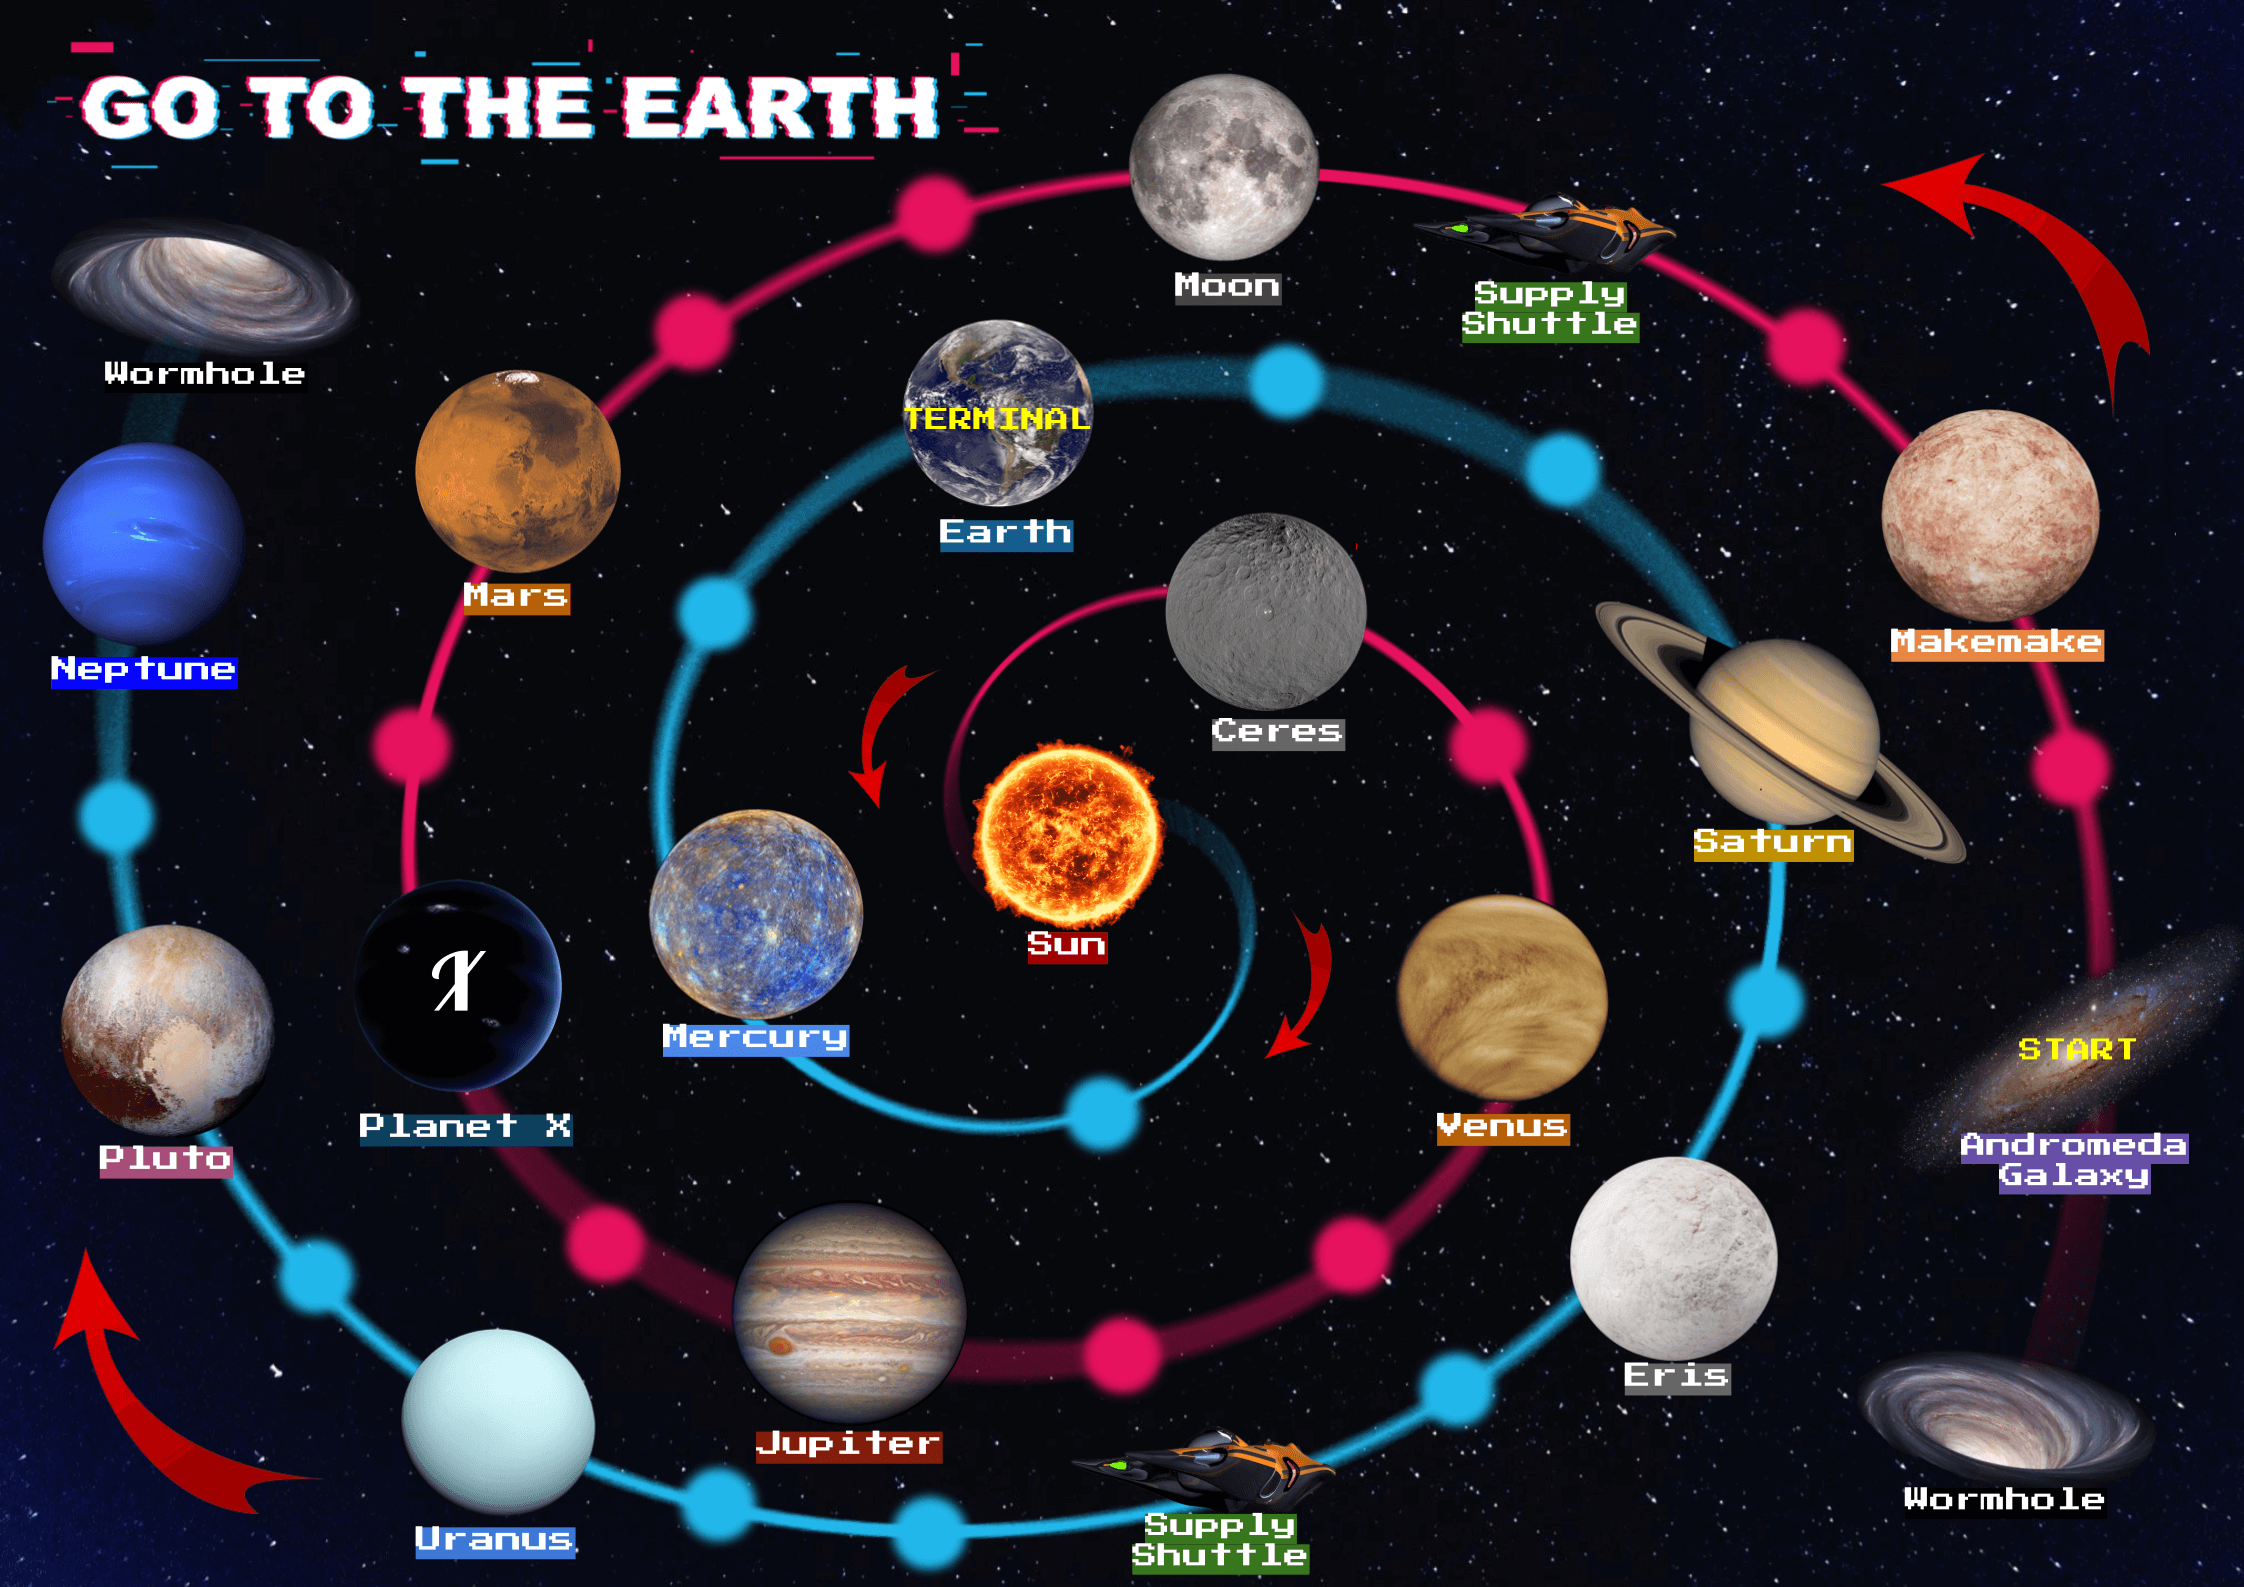 GO TO THE EARTH
Moon
Supply
Shuttle
Wormhole
TERMINAL
Earth
Mars
Makemake
Neptune
Ceres
Saturn
Sun
X
Mercury
Planet X
Venus
START
Andromeda
Galaxy
Pluto
Eris
Jupiter
Wormhole
Uranus
Supply
Shuttle